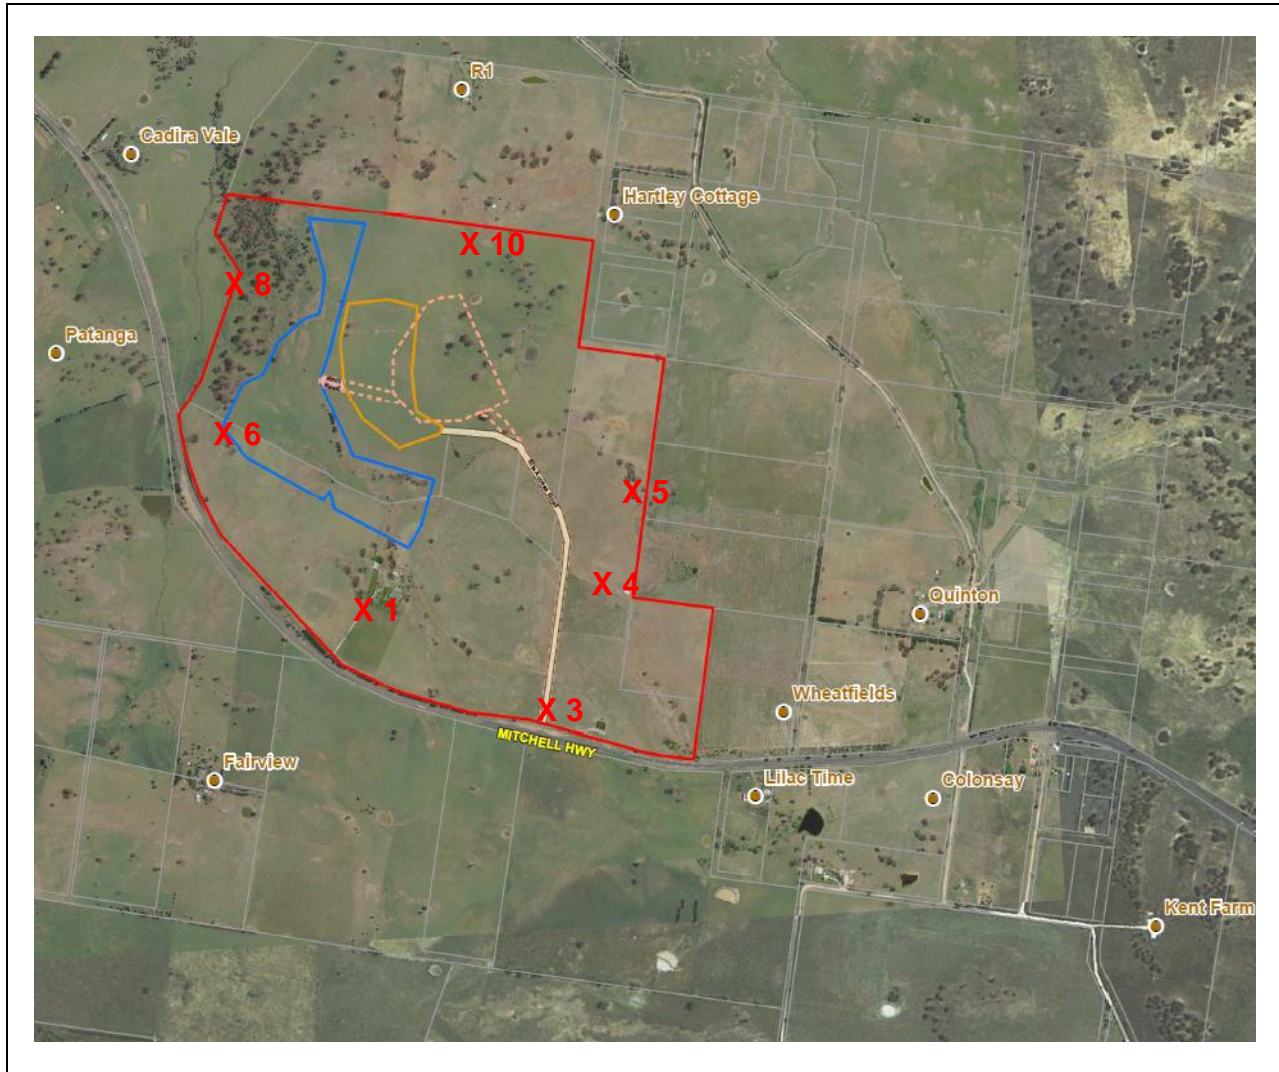 R1
Cadira Vale
Hartley Cottage
X 10
X 8
Patanga
X 6
X 5
X 4
X 1
Quinton
Wheatfields
X 3
MITCHELL HWY
Fairview
Lilac Time
Colonsay
Kent Farm